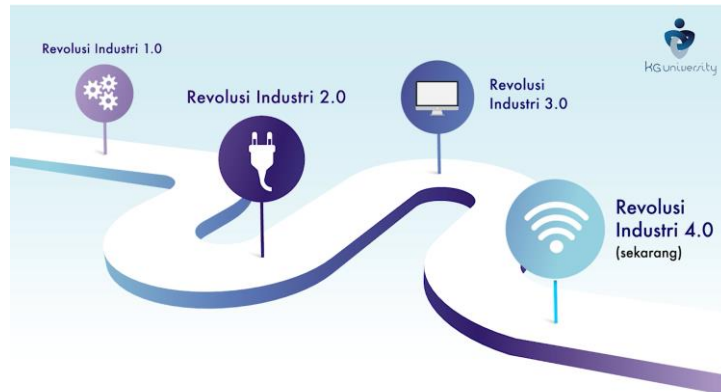 Revolusi Industri 1.0
Revolusi Industri 2.0
Revolusi
Industri 3.0
KG university
Revolusi
Industri 4.0
(sekarang)